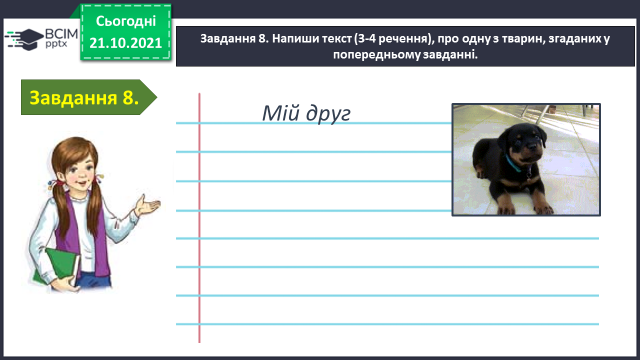 Сьогодні
21.10.2021
ВСІМ
pptx
Завдання 8. Напиши текст (3-4 речення), про одну з тварин, згаданих у
попередньому завданні.
Завдання 8.
Мій друг